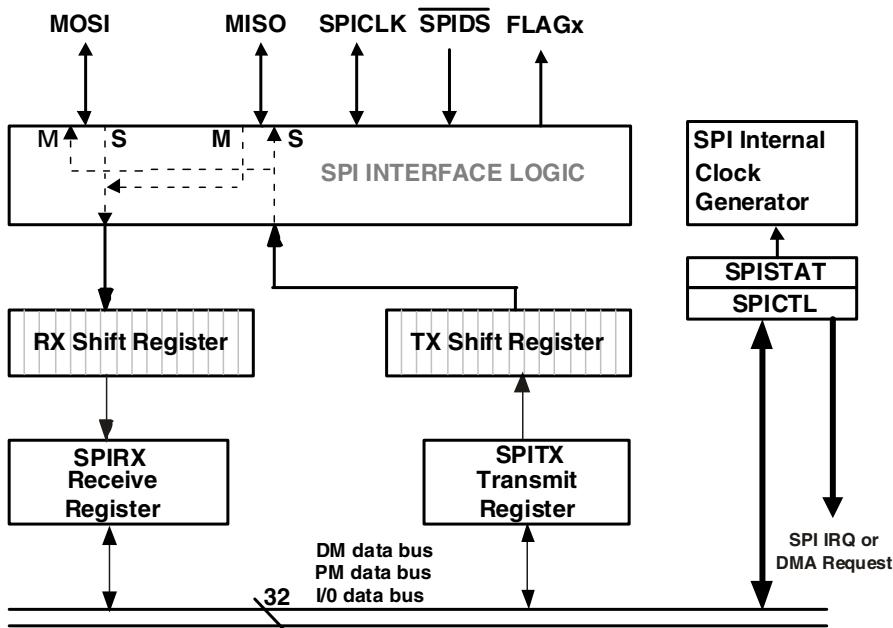 MOSI
MISO
SPICLK
SPIDS
FLAGx
M
S
M
S
SPI INTERFACE LOGIC
SPI Internal
Clock
Generator
SPISTAT
SPICTL
RX Shift Register
TX Shift Register
SPIRX
Receive
Register
SPITX
Transmit
Register
SPI IRQ or
DMA Request
DM data bus
PM data bus
I/0 data bus
32